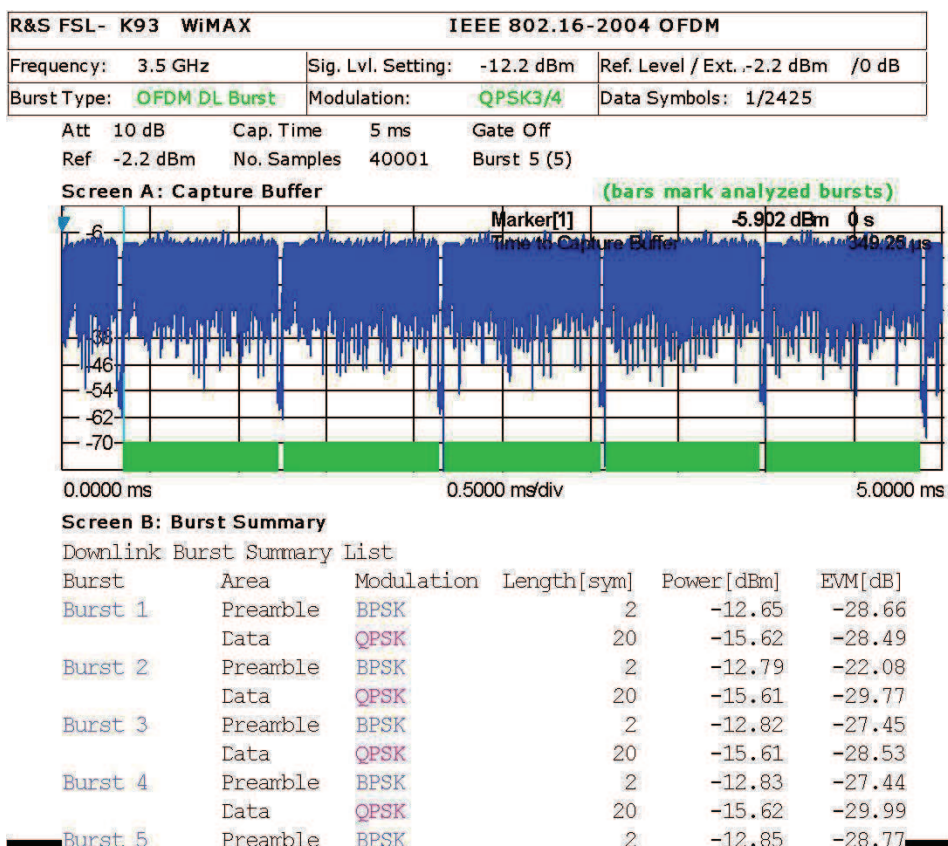 R&S FSL- K93 WiMAX IEEE 802.16-2004 OFDM
Frequency: 3.5 GHz Sig. Lvl. Setting: -12.2 dBm Ref. Level / Ext. .-2.2 dBm /0 dB
Burst Type: OFDM DL Burst Modulation: QPSK3/4 Data Symbols: 1/2425
Att 10 dB Cap. Time 5 ms Gate Off
Ref -2.2 dBm No. Samples 40001 Burst 5 (5)
Screen A: Capture Buffer (bars mark analyzed bursts)
Marker[1] -5.902 dBm 0 s
Time to Capture Buffer 349.25 µs
-6
-38
-46
-54
-62
-70
0.0000 ms 0.5000 ms/div 5.0000 ms
Screen B: Burst Summary
Downlink Burst Summary List
Burst Area Modulation Length[sym] Power[dBm] EVM[dB]
Burst 1 Preamble BPSK 2 -12.65 -28.66
Data QPSK 20 -15.62 -28.49
Burst 2 Preamble BPSK 2 -12.79 -22.08
Data QPSK 20 -15.61 -29.77
Burst 3 Preamble BPSK 2 -12.82 -27.45
Data QPSK 20 -15.61 -28.53
Burst 4 Preamble BPSK 2 -12.83 -27.44
Data QPSK 20 -15.62 -29.99
Burst 5 Preamble BPSK 2 -12.85 -28.77